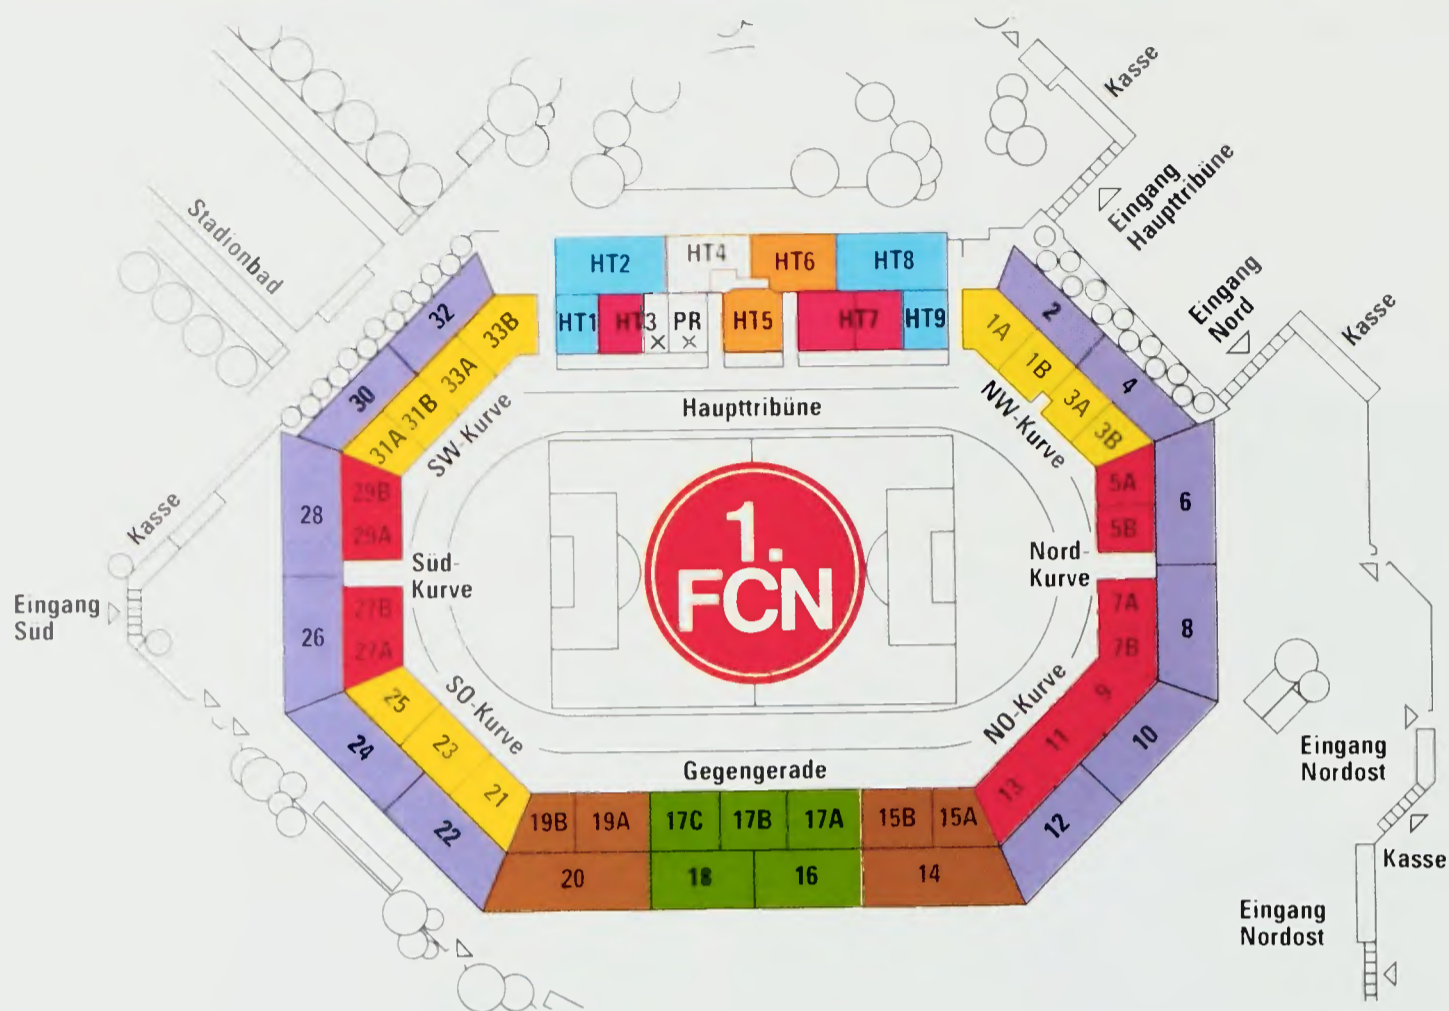 Kasse
Eingang
Haupttribüne
Eingang
Nord
Kasse
Stadionbad
HT2
HT4
HT6
HT8
HT1
HT3
PR
HT5
HT7
HT9
32
33B
33A
30
31B
31A
SW-Kurve
Haupttribüne
1A
2
1B
3A
4
3B
NW-Kurve
28
29B
29A
5A
5B
6
Kasse
Süd-
Kurve
1.
FCN
Nord-
Kurve
Eingang
Süd
26
27B
27A
7A
7B
8
25
24
23
21
22
SO-Kurve
NO-Kurve
9
10
11
12
13
Gegengerade
19B
19A
17C
17B
17A
15B
15A
20
18
16
14
Eingang
Nordost
Kasse
Eingang
Nordost